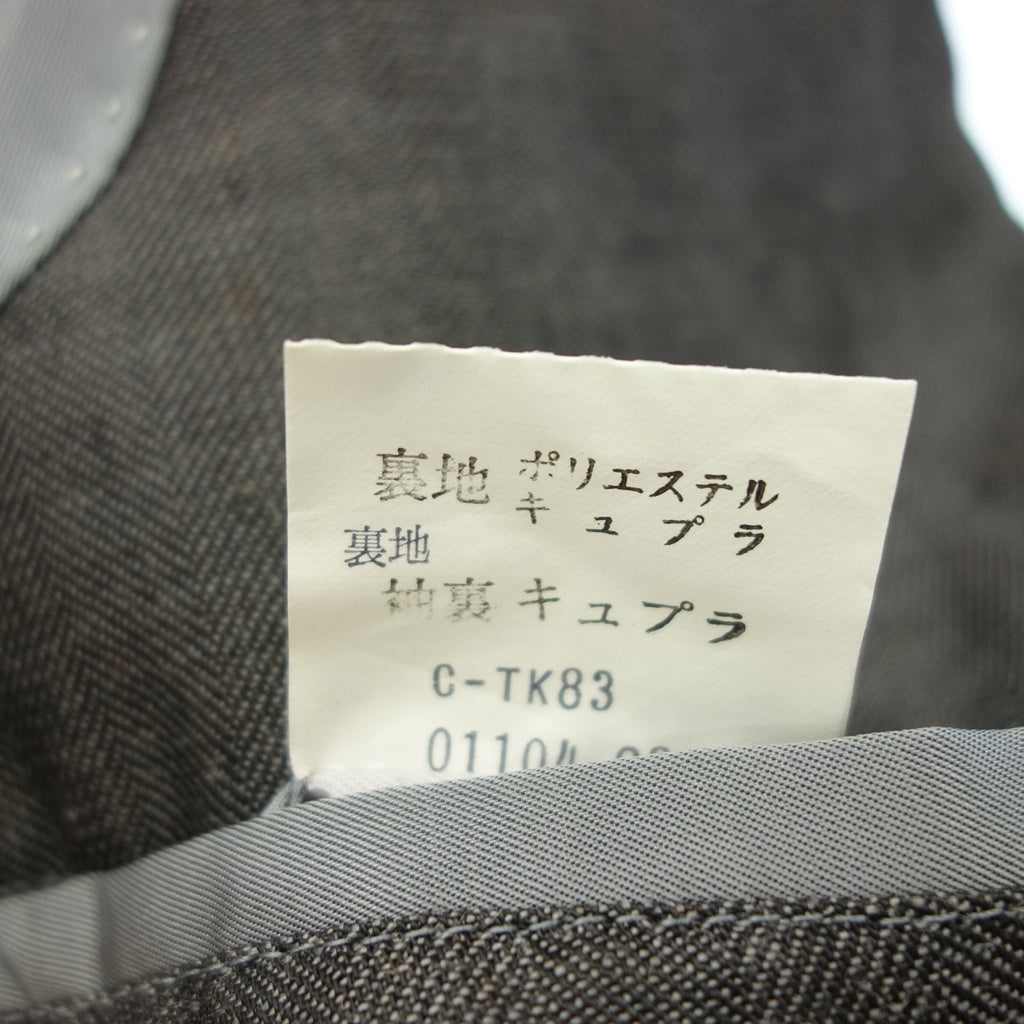 裏地 ポリエステル
キュプラ
裏地
袖裏 キュプラ
C-TK83
01104